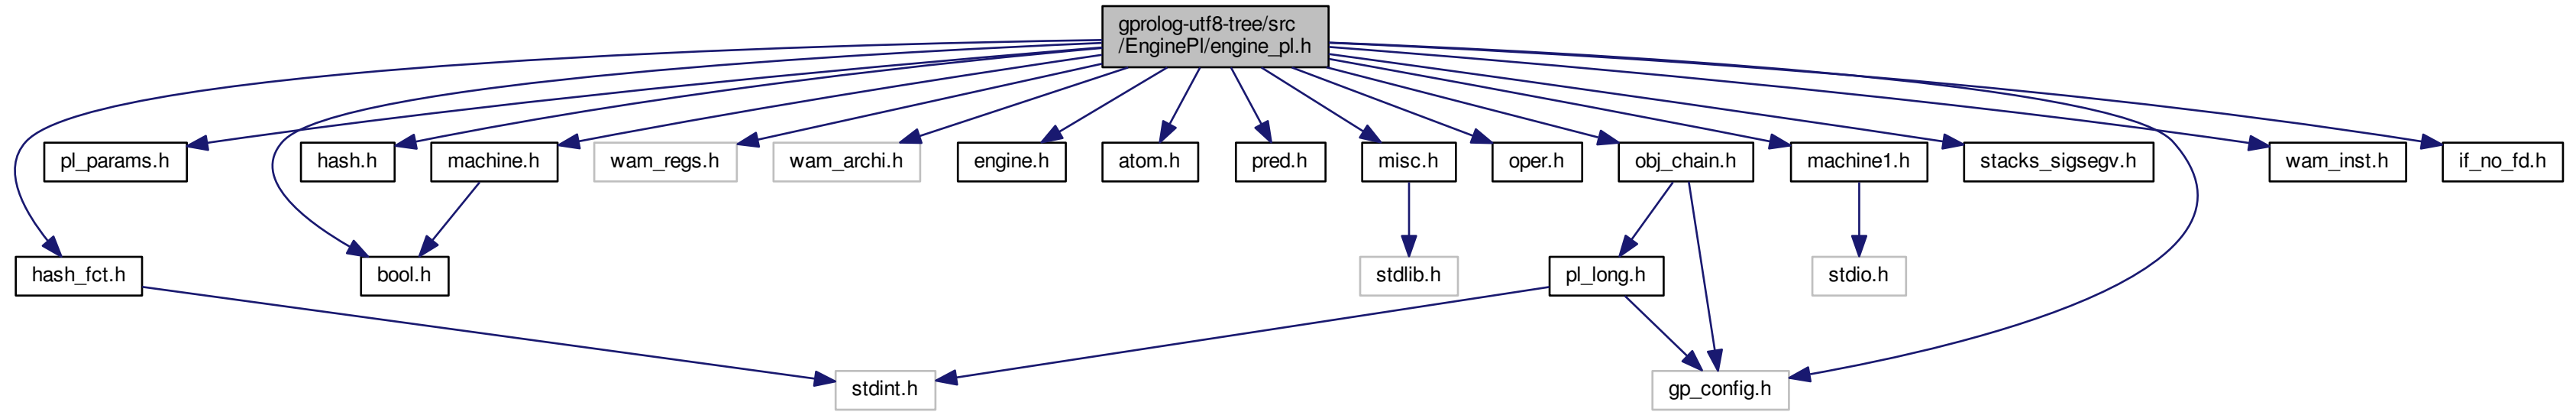 gprolog-utf8-tree/src
/EnginePl/engine_pl.h
pl_params.h
hash.h
machine.h
wam_regs.h
wam_archi.h
engine.h
atom.h
pred.h
misc.h
oper.h
obj_chain.h
machine1.h
stacks_sigsegv.h
wam_inst.h
if_no_fd.h
hash_fct.h
bool.h
stdlib.h
pl_long.h
stdio.h
stdint.h
gp_config.h